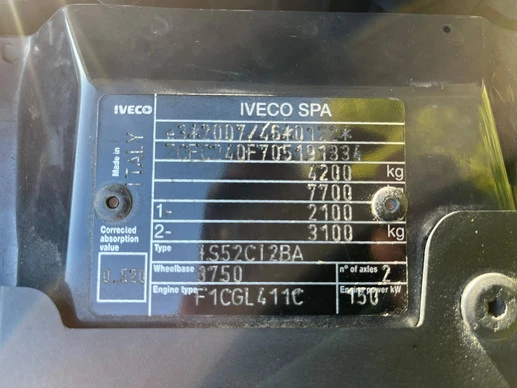 IVECO
IVECO SPA
Made in ITALY
4200 kg
7700
1- 2100
2- 3100 kg
Corrected absorption value
Type
Wheelbase 3750 n° of axles 2
Engine type F1CGL411C Engine power kW 150